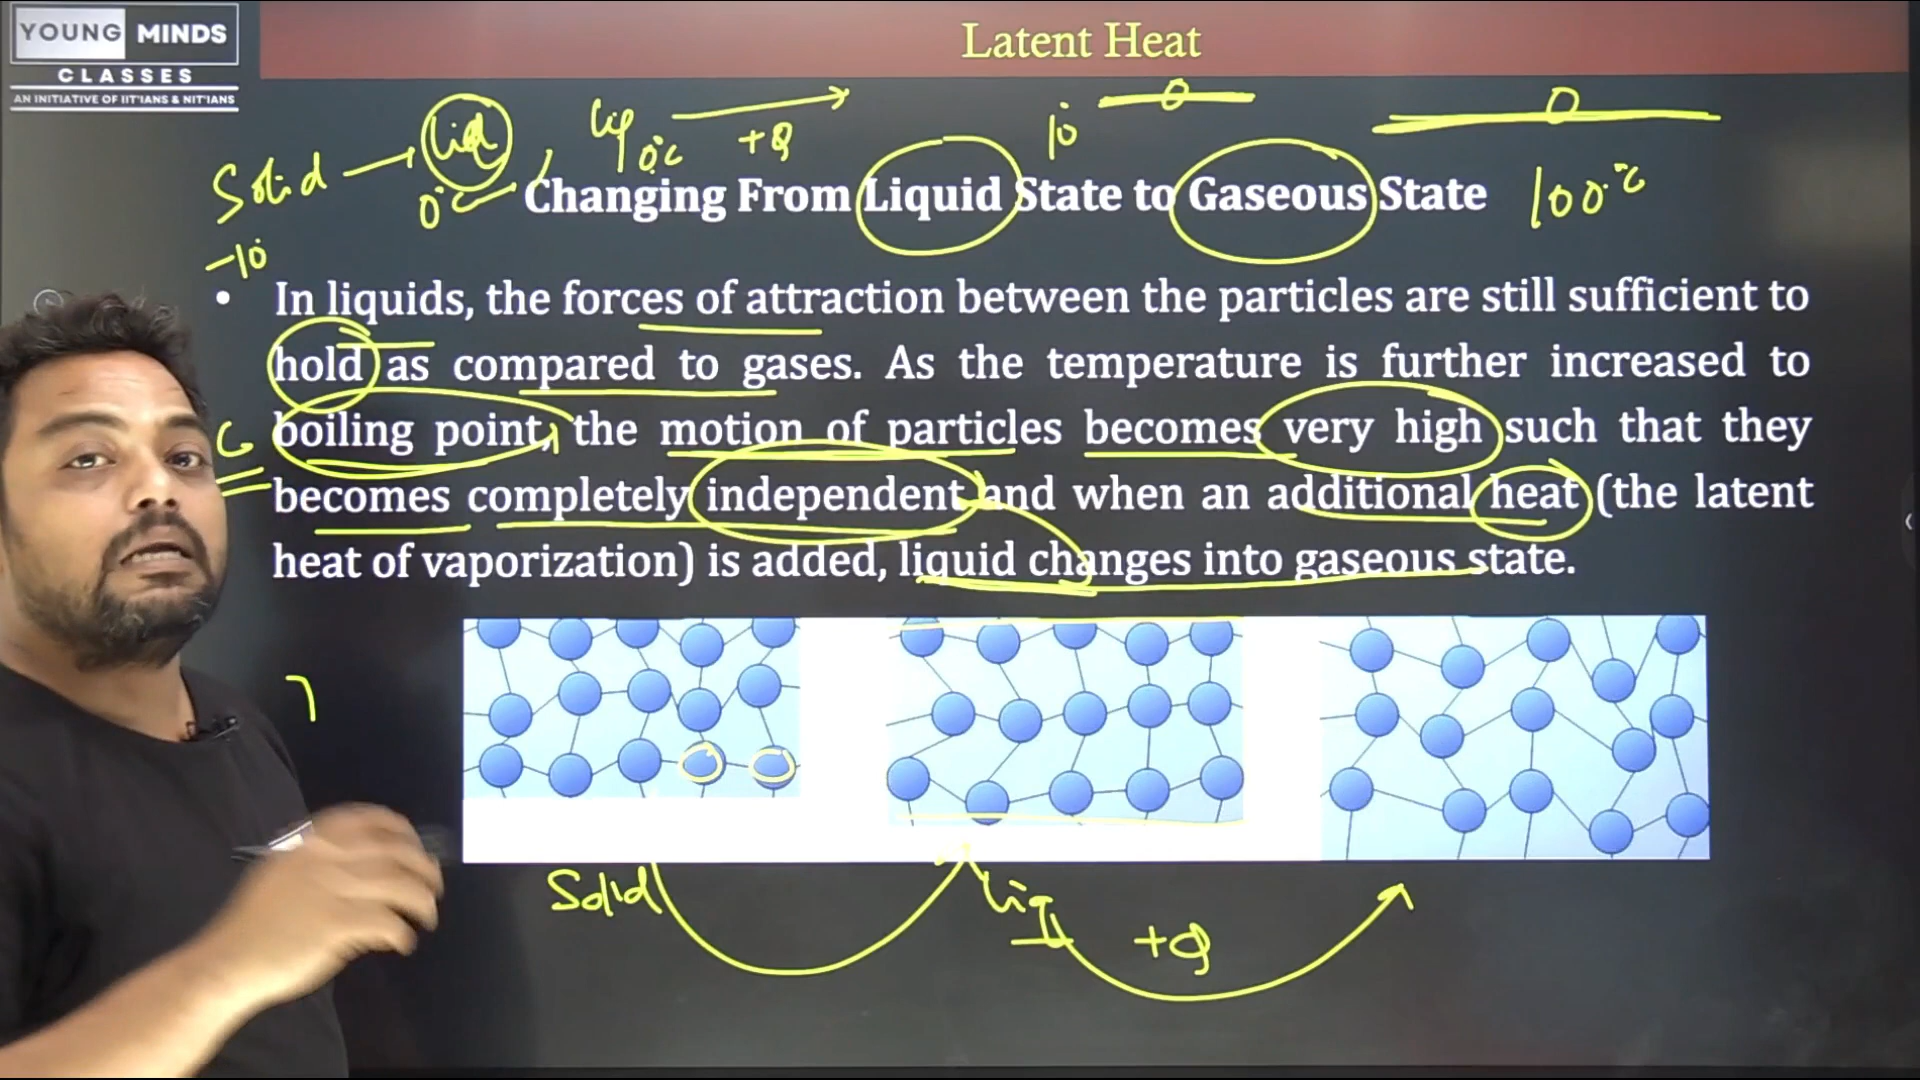 YOUNG MINDS
CLASSES
AN INITIATIVE OF IIT'IANS & NIT'IANS
Latent Heat
Solid → liq , liq 0°C +Q 10 0 0
-10 0°C 100°C
Changing From Liquid State to Gaseous State
• In liquids, the forces of attraction between the particles are still sufficient to
hold as compared to gases. As the temperature is further increased to
boiling point, the motion of particles becomes very high such that they
becomes completely independent and when an additional heat (the latent
heat of vaporization) is added, liquid changes into gaseous state.
G
Solid liq +Q